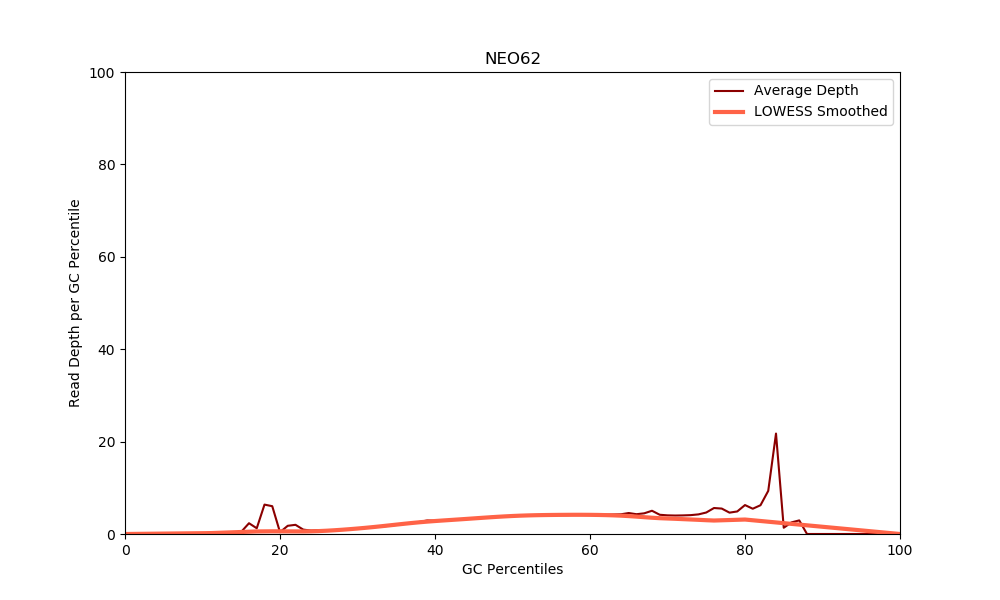 NEO62
Average Depth
LOWESS Smoothed
Read Depth per GC Percentile
100
80
60
40
20
0
0 20 40 60 80 100
GC Percentiles